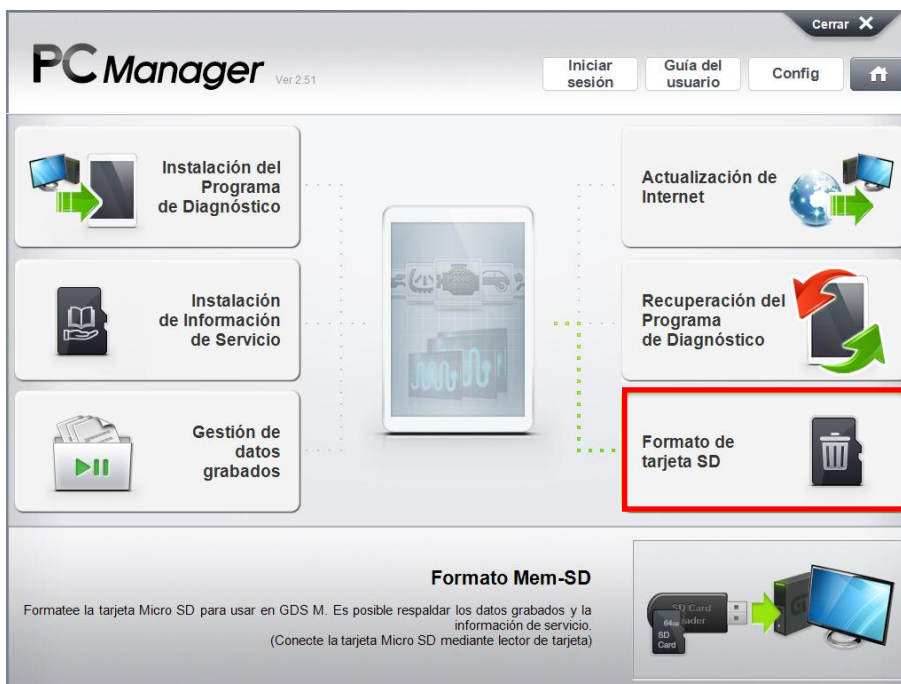 Cerrar
PC Manager Ver 2.51
Iniciar
sesión
Guía del
usuario
Config
Instalación del
Programa
de Diagnóstico
Actualización de
Internet
Instalación
de Información
de Servicio
Recuperación del
Programa
de Diagnóstico
Gestión de
datos
grabados
Formato de
tarjeta SD
Formato Mem-SD
Formatee la tarjeta Micro SD para usar en GDS M. Es posible respaldar los datos grabados y la
información de servicio.
(Conecte la tarjeta Micro SD mediante lector de tarjeta)
SD Card
64GB
SD
Card